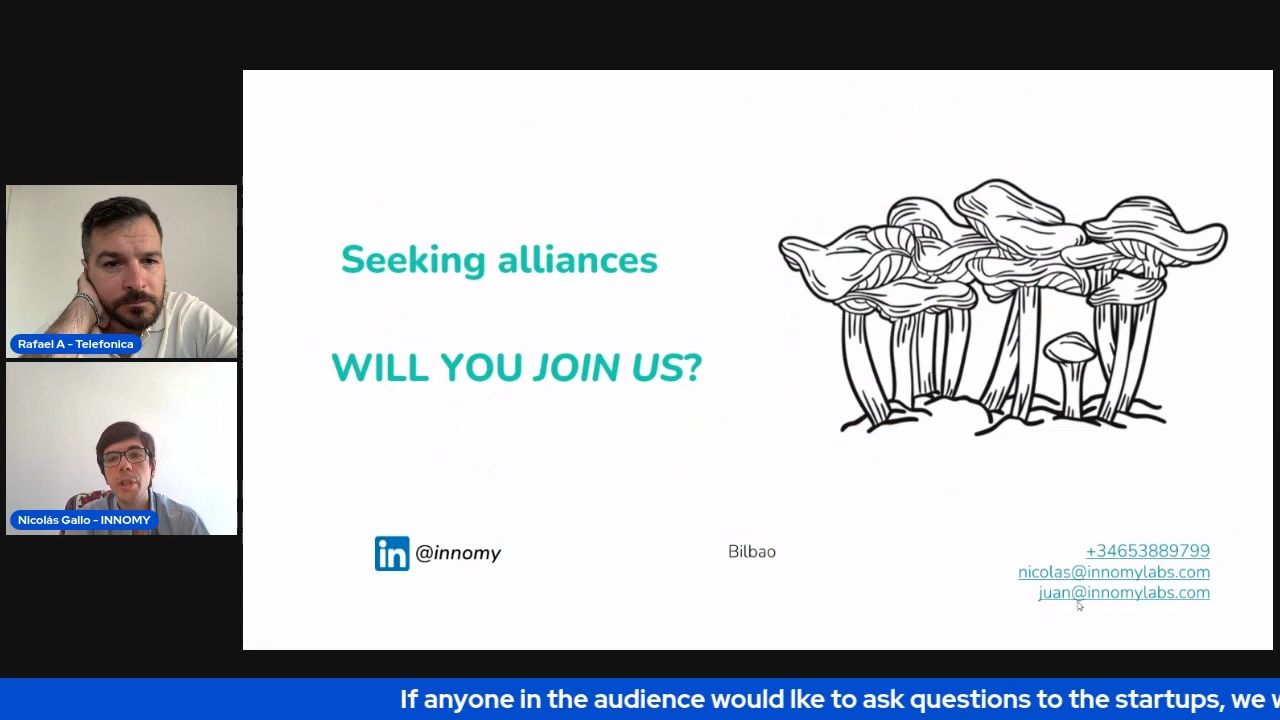 Seeking alliances
WILL YOU JOIN US?
Rafael A - Telefonica
Nicolás Gallo - INNOMY
in @innomy
Bilbao
+34653889799
nicolas@innomylabs.com
juan@innomylabs.com
If anyone in the audience would lke to ask questions to the startups, we